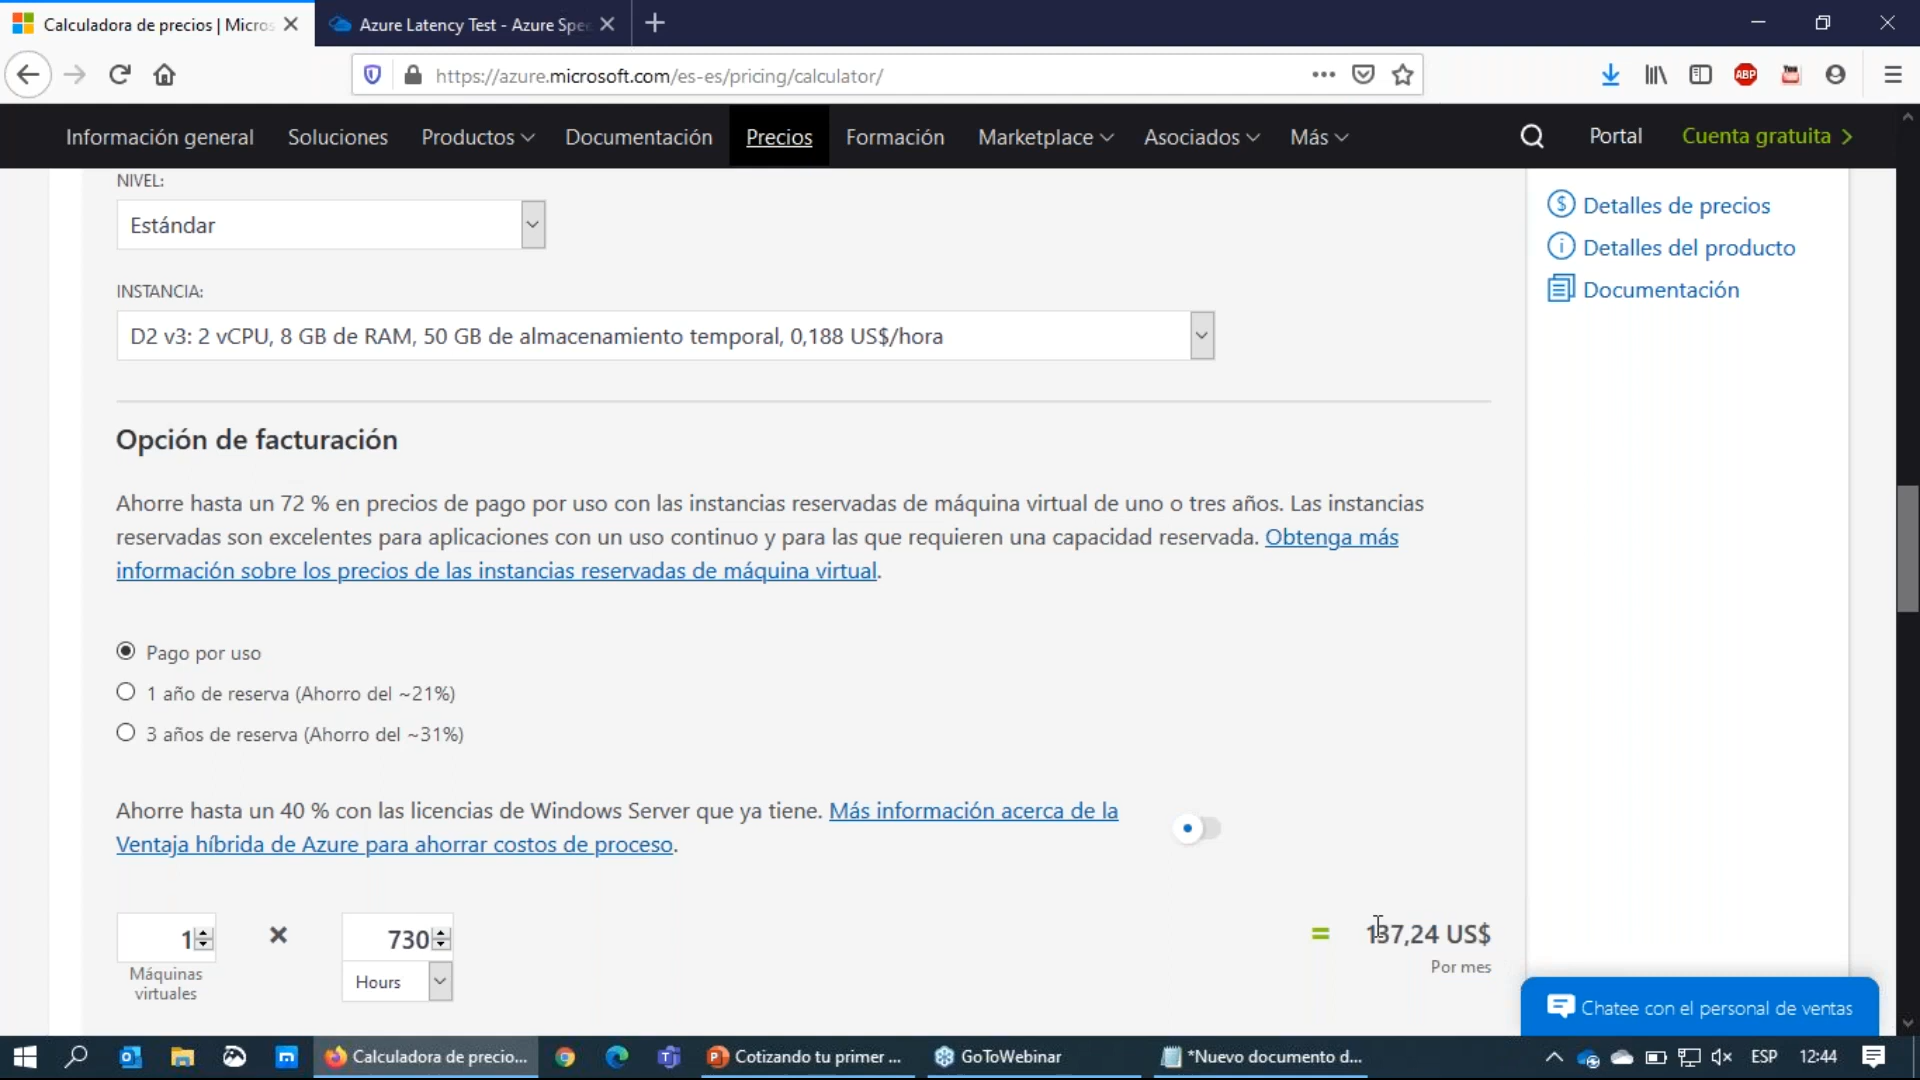 Calculadora de precios | Micros
Azure Latency Test - Azure Spe
https://azure.microsoft.com/es-es/pricing/calculator/
ABP
Información general
Soluciones
Productos
Documentación
Precios
Formación
Marketplace
Asociados
Más
Portal
Cuenta gratuita
NIVEL:
Estándar
INSTANCIA:
D2 v3: 2 vCPU, 8 GB de RAM, 50 GB de almacenamiento temporal, 0,188 US$/hora
Detalles de precios
Detalles del producto
Documentación
Opción de facturación
Ahorre hasta un 72 % en precios de pago por uso con las instancias reservadas de máquina virtual de uno o tres años. Las instancias
reservadas son excelentes para aplicaciones con un uso continuo y para las que requieren una capacidad reservada. Obtenga más
información sobre los precios de las instancias reservadas de máquina virtual.
Pago por uso
1 año de reserva (Ahorro del ~21%)
3 años de reserva (Ahorro del ~31%)
Ahorre hasta un 40 % con las licencias de Windows Server que ya tiene. Más información acerca de la
Ventaja híbrida de Azure para ahorrar costos de proceso.
1
Máquinas
virtuales
×
730
Hours
=
137,24 US$
Por mes
Chatee con el personal de ventas
Calculadora de precio...
Cotizando tu primer ...
GoToWebinar
*Nuevo documento d...
ESP
12:44